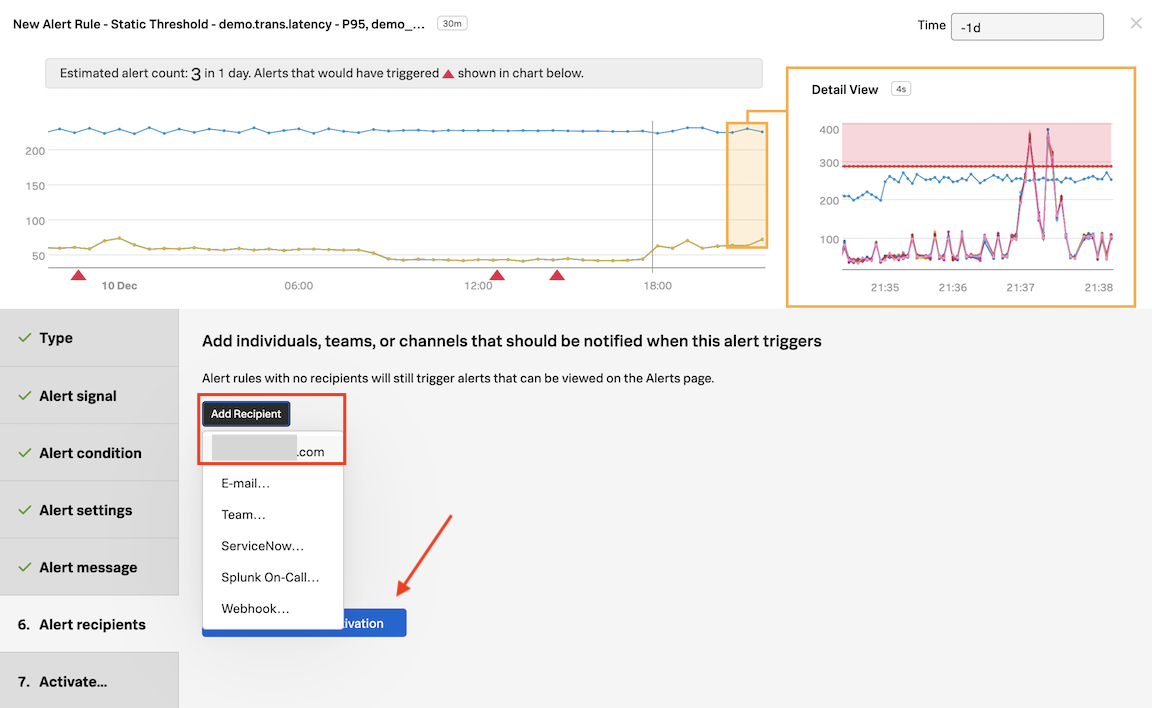 New Alert Rule - Static Threshold - demo.trans.latency - P95, demo_... 30m
Time -1d
Estimated alert count: 3 in 1 day. Alerts that would have triggered shown in chart below.
200
150
100
50
10 Dec 06:00 12:00 18:00
Detail View 4s
400
300
200
100
21:35 21:36 21:37 21:38
Type
Alert signal
Alert condition
Alert settings
Alert message
6. Alert recipients
7. Activate...
Add individuals, teams, or channels that should be notified when this alert triggers
Alert rules with no recipients will still trigger alerts that can be viewed on the Alerts page.
Add Recipient
.com
E-mail...
Team...
ServiceNow...
Splunk On-Call...
Webhook...
ivation